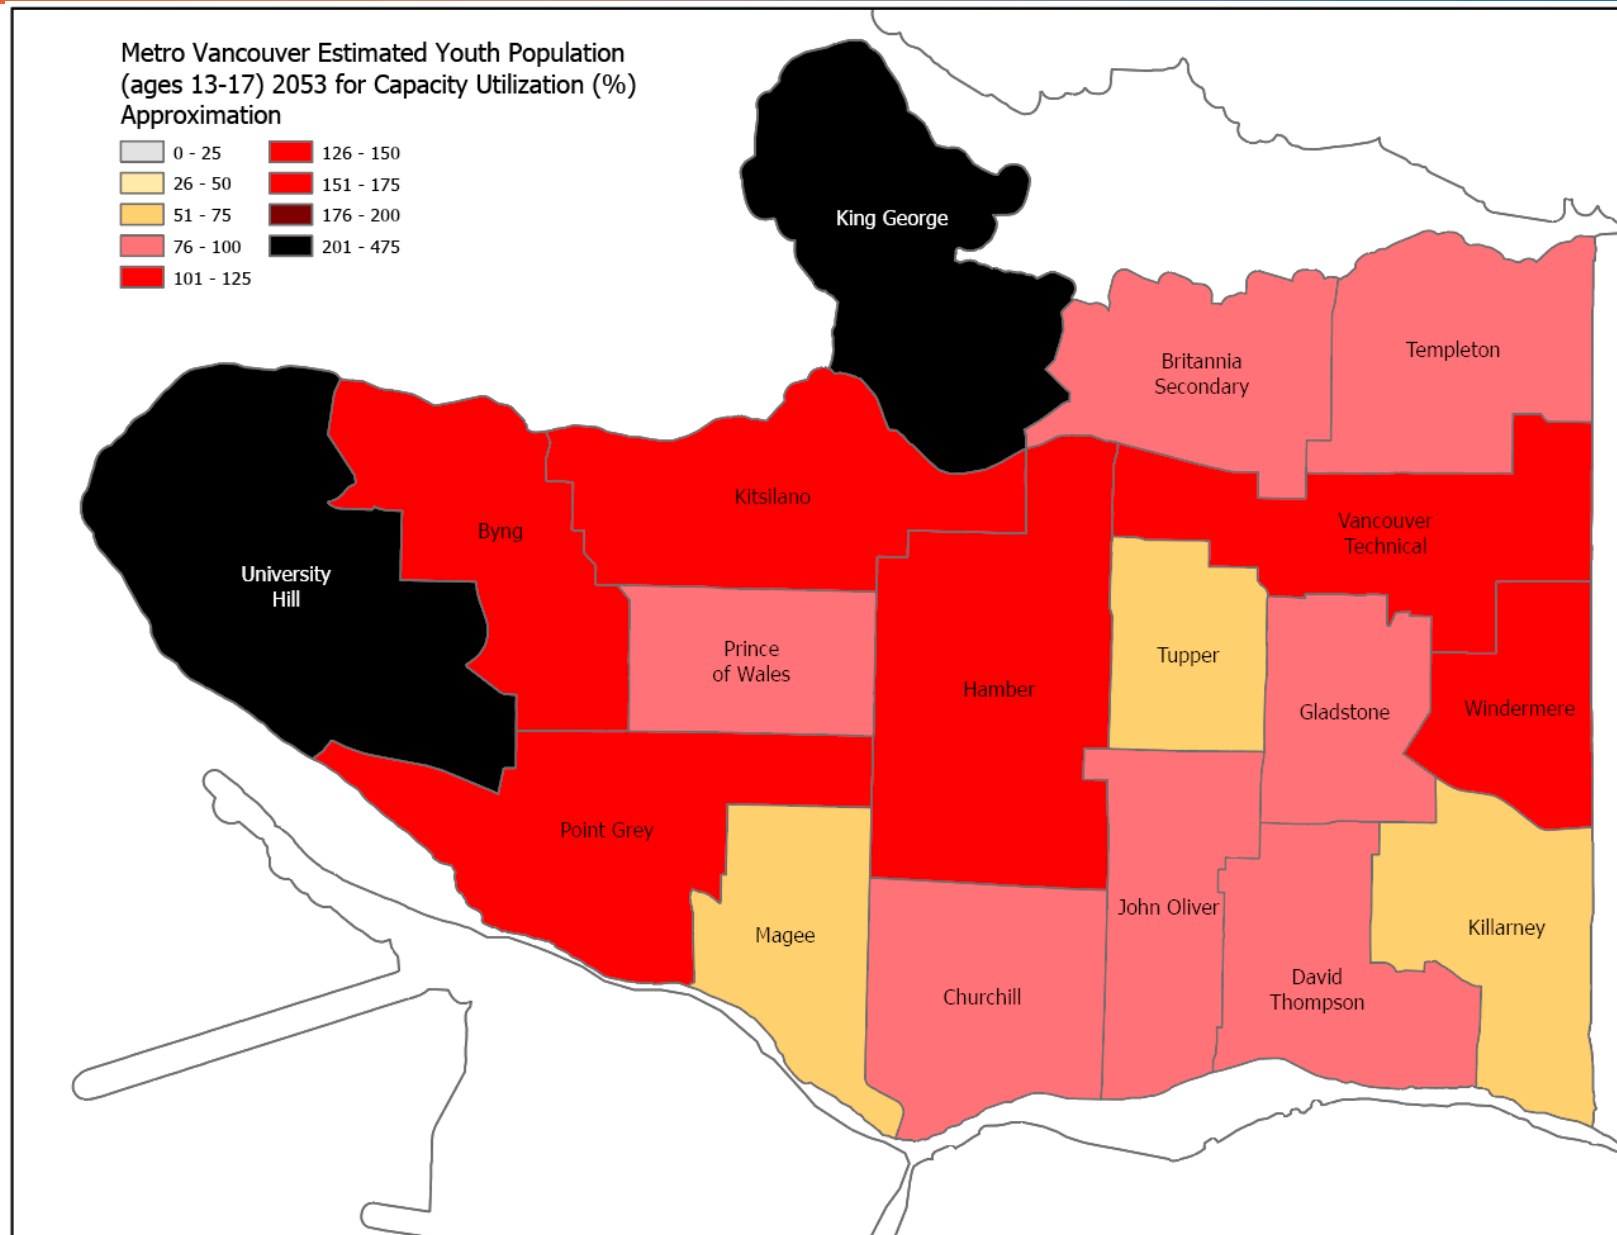 Metro Vancouver Estimated Youth Population
(ages 13-17) 2053 for Capacity Utilization (%)
Approximation
0 - 25
26 - 50
51 - 75
76 - 100
101 - 125
126 - 150
151 - 175
176 - 200
201 - 475
King George
Britannia
Secondary
Templeton
Kitsilano
Byng
Vancouver
Technical
University
Hill
Prince
of Wales
Tupper
Hamber
Gladstone
Windermere
Point Grey
Magee
John Oliver
Killarney
Churchill
David
Thompson